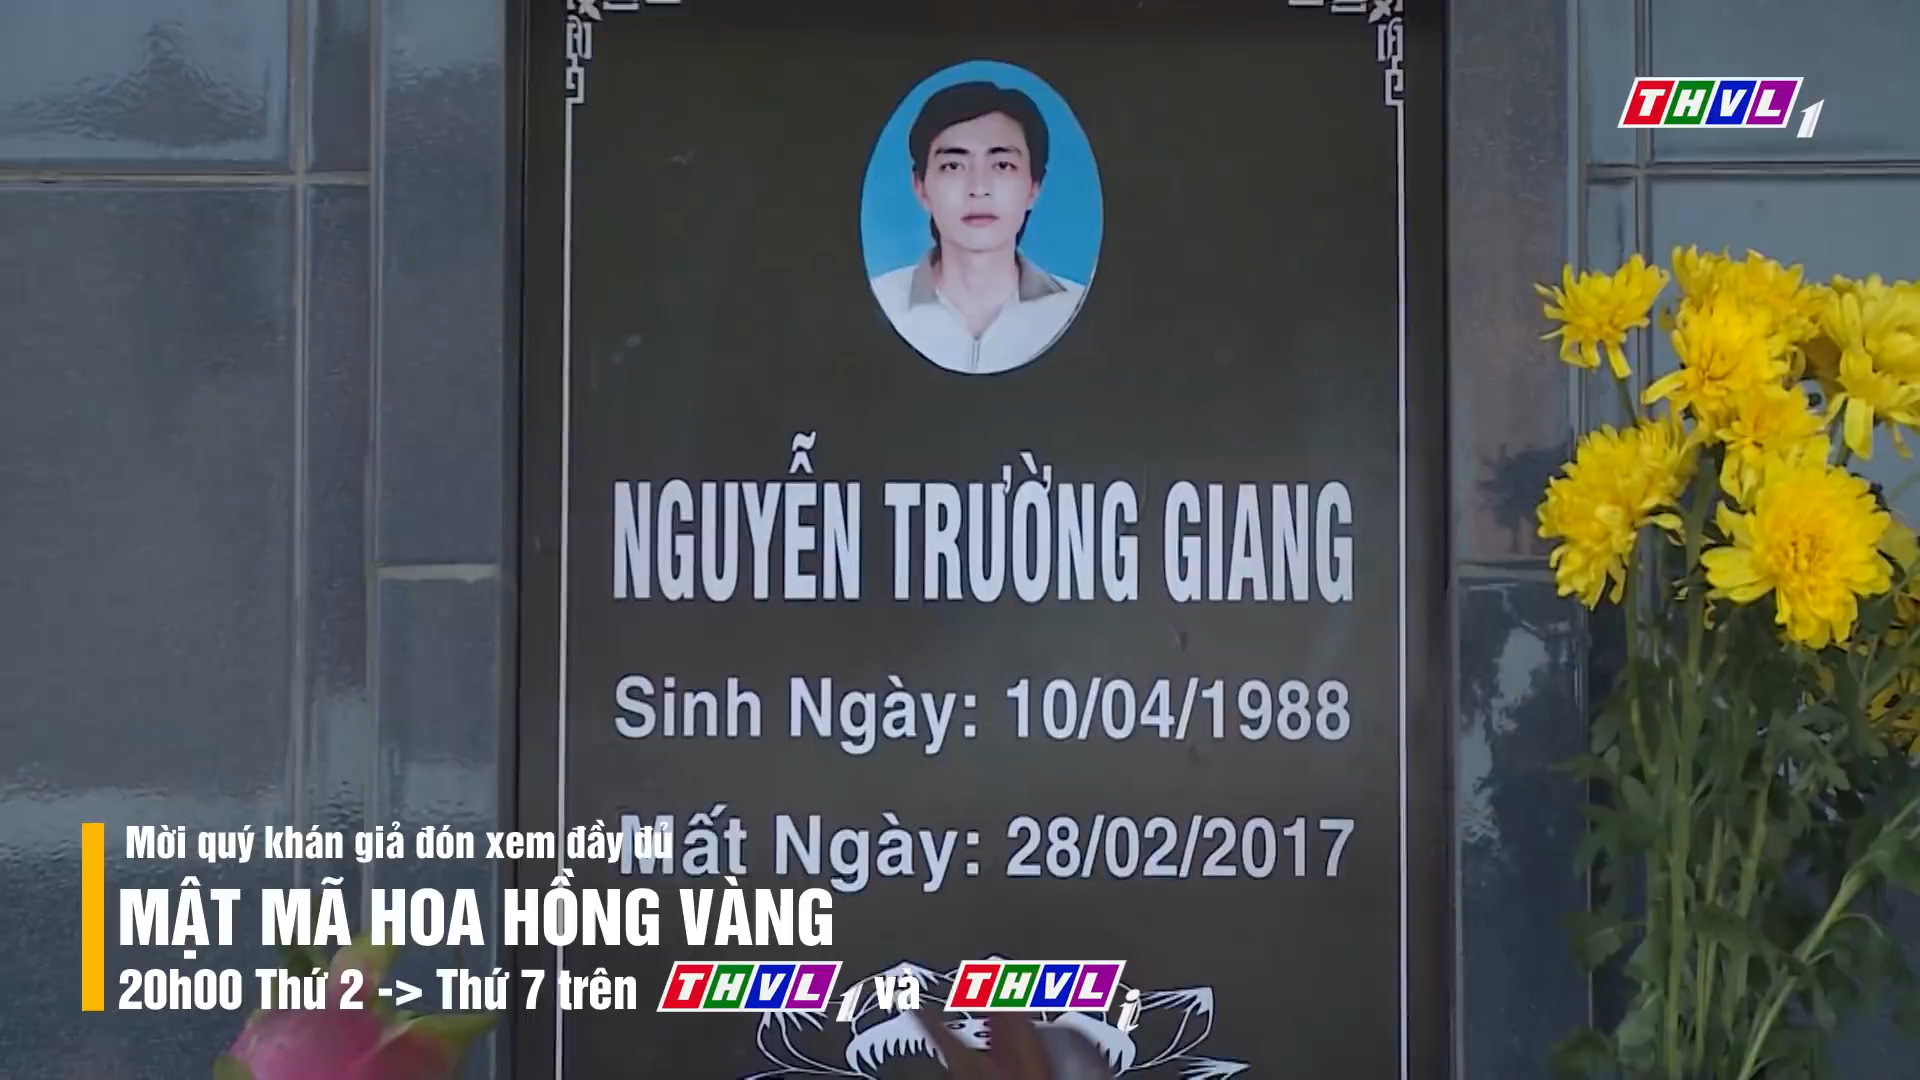 THVL1
NGUYỄN TRƯỜNG GIANG
Sinh Ngày: 10/04/1988
Mất Ngày: 28/02/2017
Mời quý khán giả đón xem đầy đủ
MẬT MÃ HOA HỒNG VÀNG
20h00 Thứ 2 -> Thứ 7 trên THVL1 và THVLi